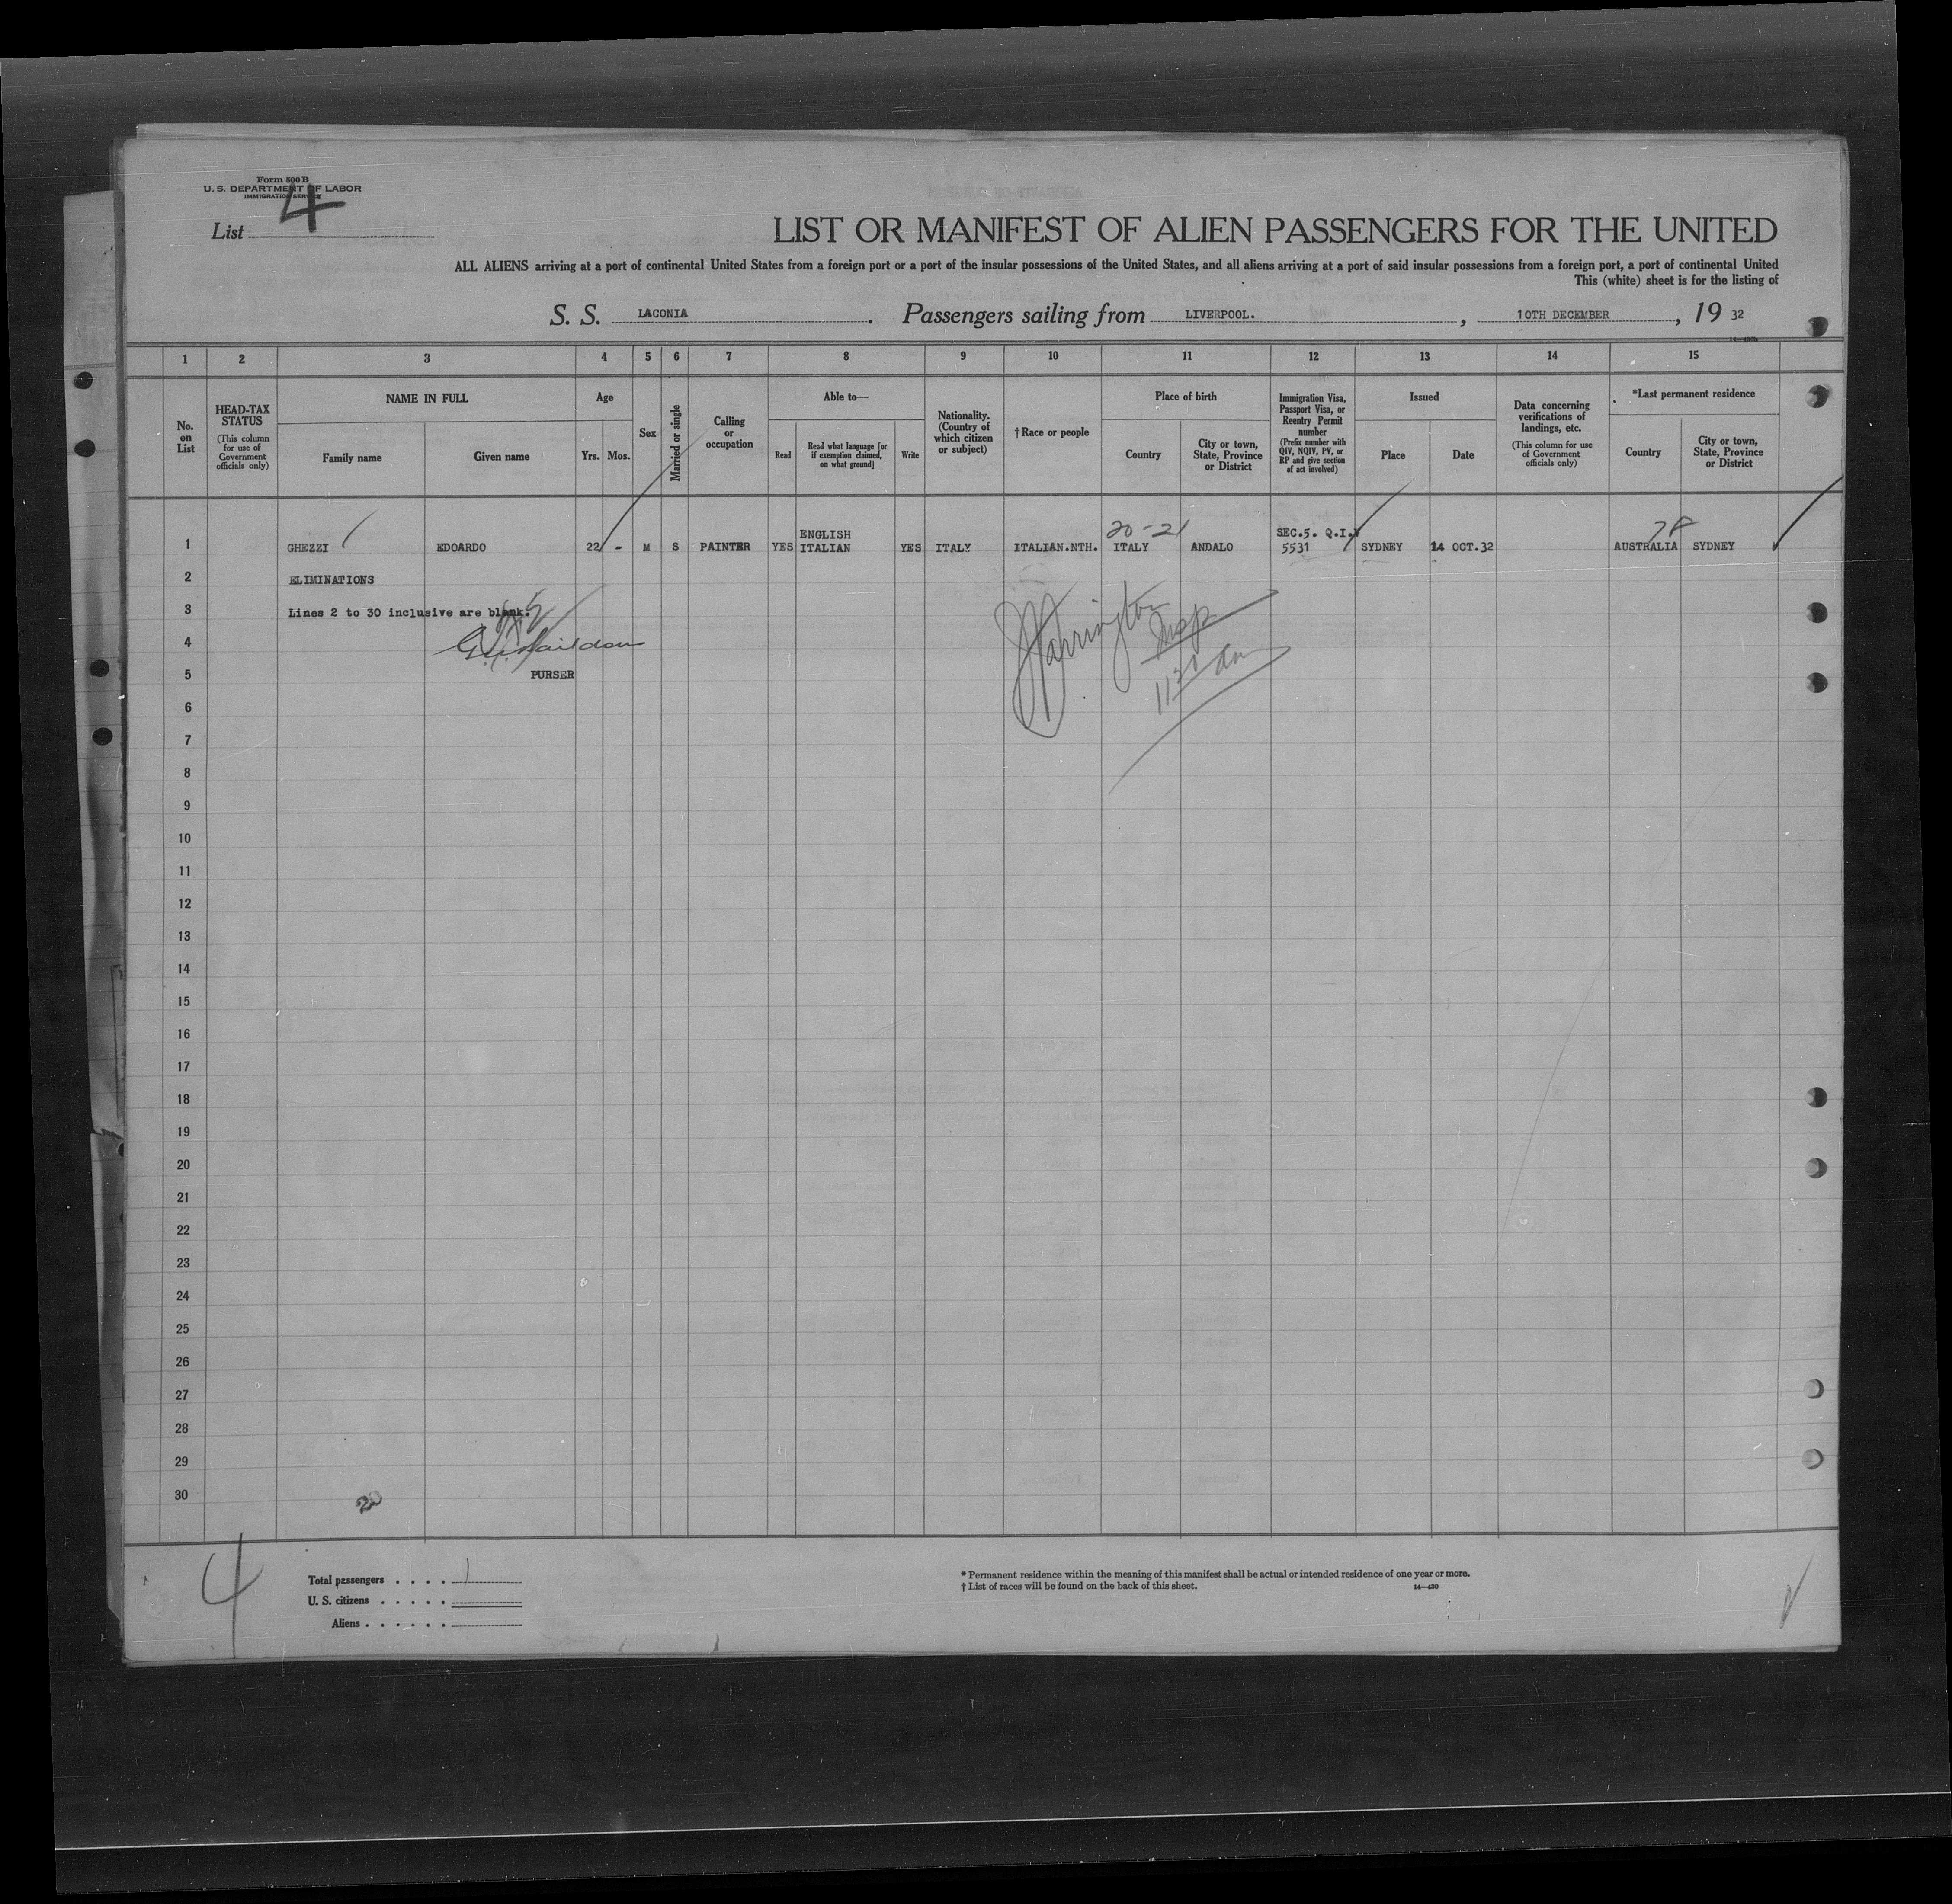 Form 500 B
U. S. DEPARTMENT OF LABOR
IMMIGRATION SERVICE
List 4
LIST OR MANIFEST OF ALIEN PASSENGERS FOR THE UNITED
ALL ALIENS arriving at a port of continental United States from a foreign port or a port of the insular possessions of the United States, and all aliens arriving at a port of said insular possessions from a foreign port, a port of continental United
This (white) sheet is for the listing of
S. S. LACONIA. Passengers sailing from LIVERPOOL., 10TH DECEMBER, 19 32
1 2 3 4 5 6 7 8 9 10 11 12 13 14 15
No. on List
HEAD-TAX STATUS
(This column for use of Government officials only)
NAME IN FULL
Family name
Given name
Age
Yrs. Mos.
Sex
Married or single
Calling or occupation
Able to—
Read
Read what language [or if exemption claimed, on what ground]
Write
Nationality. (Country of which citizen or subject)
†Race or people
Place of birth
Country
City or town, State, Province or District
Immigration Visa, Passport Visa, or Reentry Permit number
(Prefix number with QIV, NQIV, PV, or RP and give section of act involved)
Issued
Place
Date
Data concerning verifications of landings, etc.
(This column for use of Government officials only)
*Last permanent residence
Country
City or town, State, Province or District
20-21
78
ENGLISH SEC.5. Q.I.V
1 GHEZZI EDOARDO 22 - M S PAINTER YES ITALIAN YES ITALY ITALIAN.NTH. ITALY ANDALO 5531 SYDNEY 14 OCT.32 AUSTRALIA SYDNEY
2 ELIMINATIONS
3 Lines 2 to 30 inclusive are blank.
4 Harrington Insp
5 PURSER 11 30 am
6
7
8
9
10
11
12
13
14
15
16
17
18
19
20
21
22
23
24
25
26
27
28
29
30
4
Total passengers . . . . 1
U. S. citizens . . . . .
Aliens . . . . . .
* Permanent residence within the meaning of this manifest shall be actual or intended residence of one year or more.
† List of races will be found on the back of this sheet. 14—430